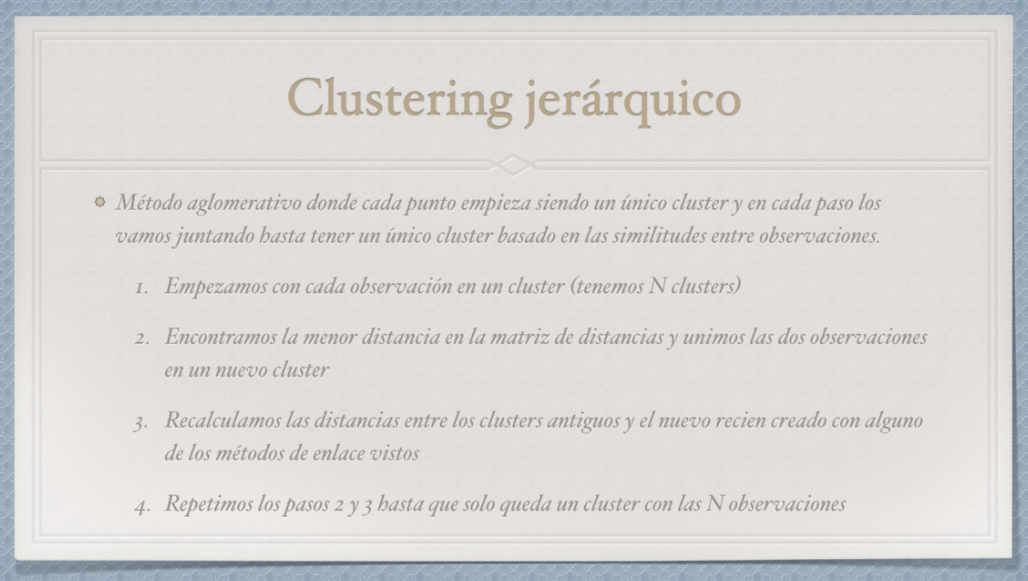 Clustering jerárquico
Método aglomerativo donde cada punto empieza siendo un único cluster y en cada paso los
vamos juntando hasta tener un único cluster basado en las similitudes entre observaciones.
1. Empezamos con cada observación en un cluster (tenemos N clusters)
2. Encontramos la menor distancia en la matriz de distancias y unimos las dos observaciones
en un nuevo cluster
3. Recalculamos las distancias entre los clusters antiguos y el nuevo recien creado con alguno
de los métodos de enlace vistos
4. Repetimos los pasos 2 y 3 hasta que solo queda un cluster con las N observaciones